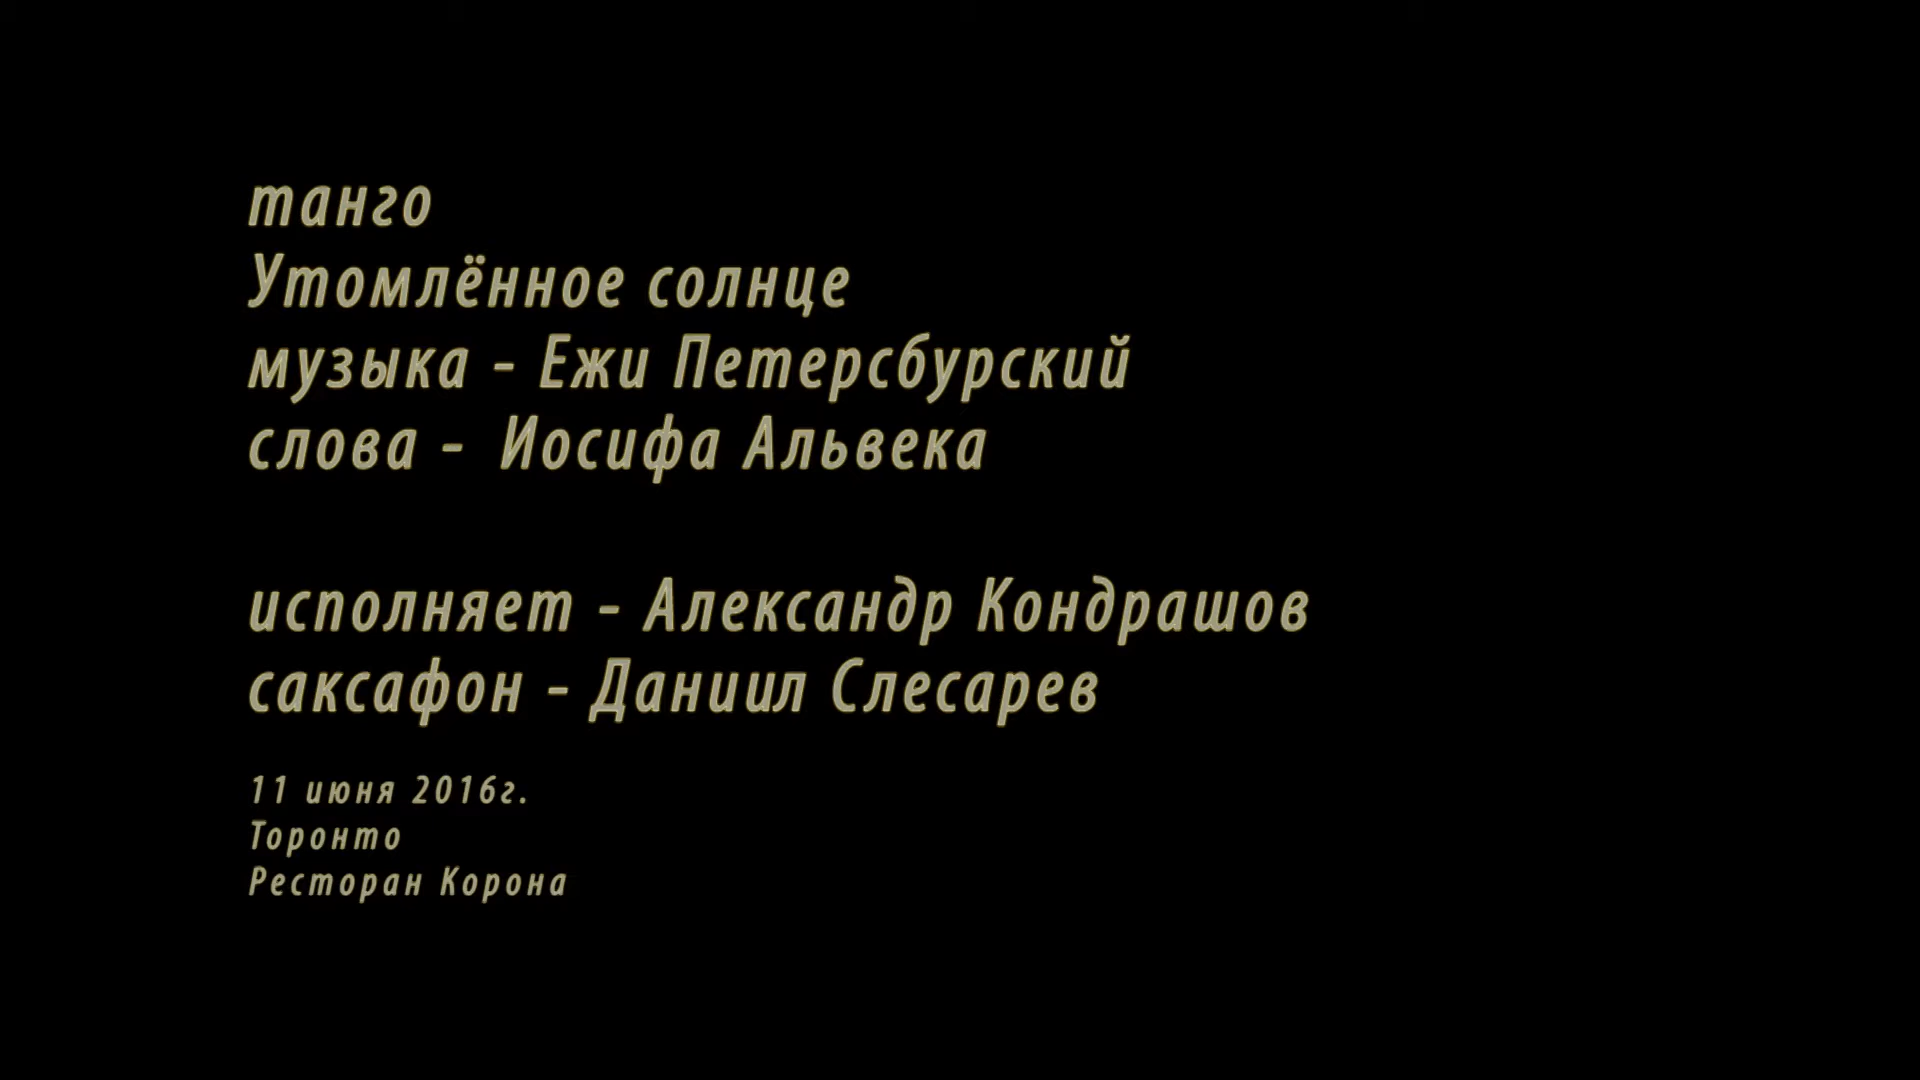 танго
Утомлённое солнце
музыка – Ежи Петерсбурский
слова – Иосифа Альвека
исполняет – Александр Кондрашов
саксафон – Даниил Слесарев
11 июня 2016г.
Торонто
Ресторан Корона